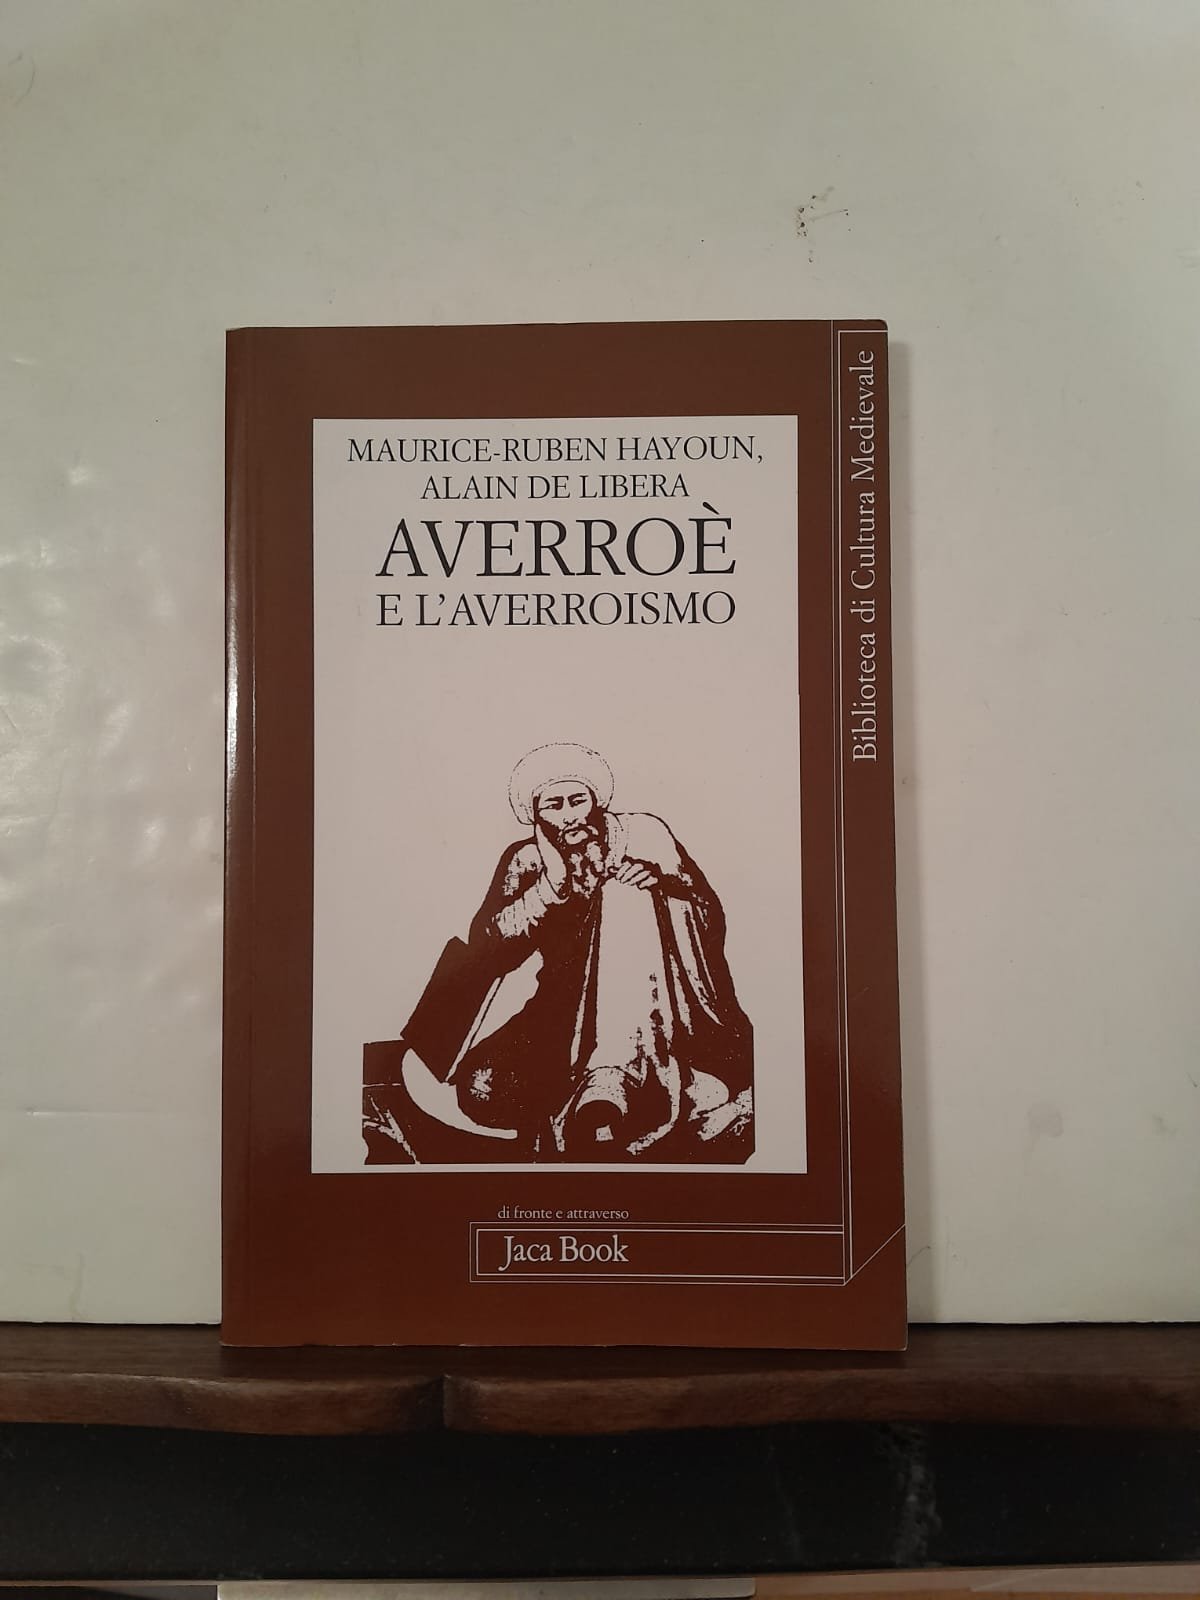 MAURICE-RUBEN HAYOUN,
ALAIN DE LIBERA
AVERROÈ
E L'AVERROISMO
Biblioteca di Cultura Medievale
di fronte e attraverso
Jaca Book